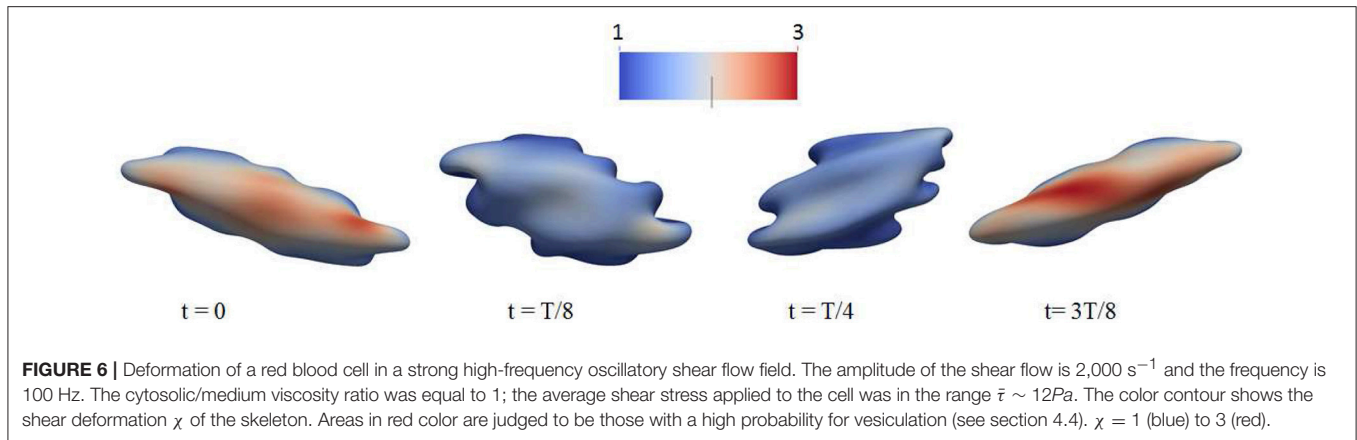 1 3
t = 0 t = T/8 t = T/4 t= 3T/8
FIGURE 6 | Deformation of a red blood cell in a strong high-frequency oscillatory shear flow field. The amplitude of the shear flow is 2,000 s⁻¹ and the frequency is
100 Hz. The cytosolic/medium viscosity ratio was equal to 1; the average shear stress applied to the cell was in the range τ̄ ∼ 12Pa. The color contour shows the
shear deformation χ of the skeleton. Areas in red color are judged to be those with a high probability for vesiculation (see section 4.4). χ = 1 (blue) to 3 (red).